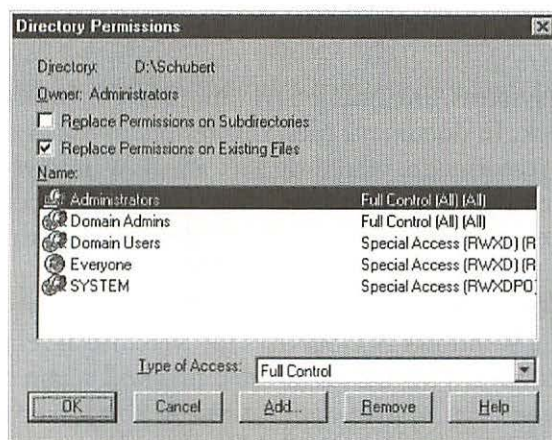 Directory Permissions
Directory: D:\Schubert
Owner: Administrators
Replace Permissions on Subdirectories
Replace Permissions on Existing Files
Name:
Administrators Full Control (All) (All)
Domain Admins Full Control (All) (All)
Domain Users Special Access (RWXD) (R
Everyone Special Access (RWXD) (R
SYSTEM Special Access (RWXDPO)
Type of Access: Full Control
OK Cancel Add... Remove Help